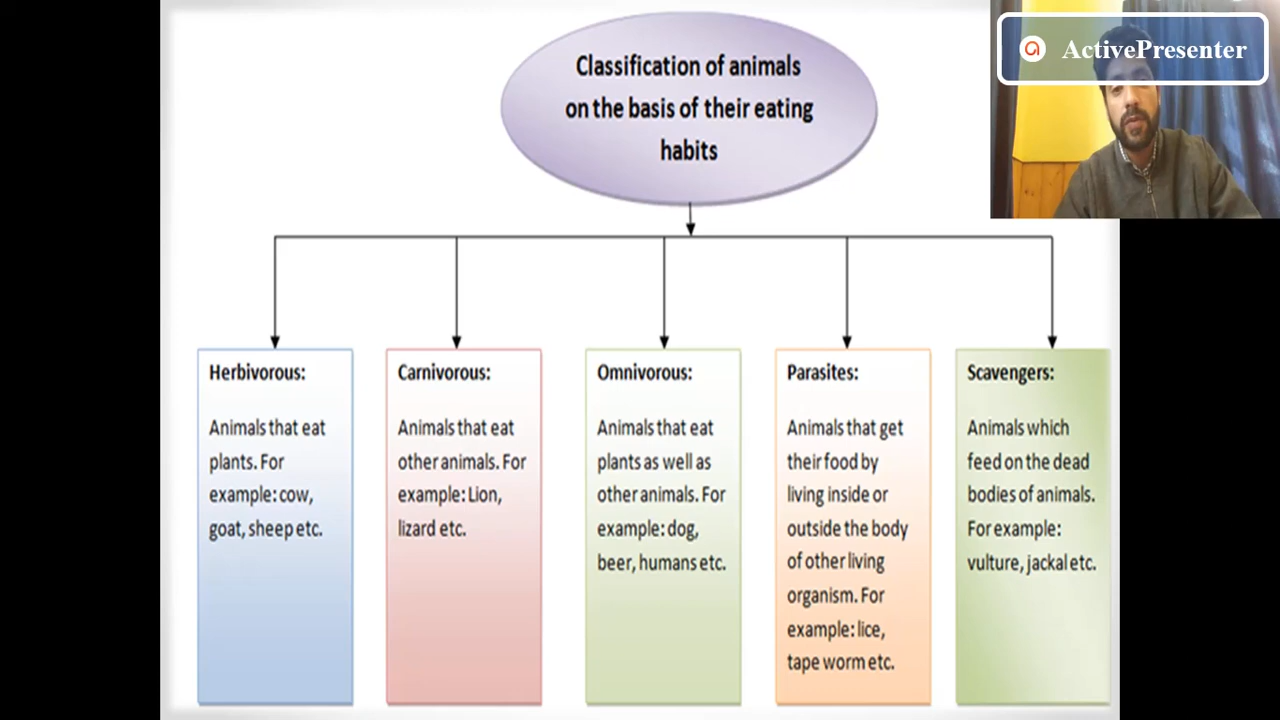 Classification of animals
on the basis of their eating
habits
ActivePresenter
Herbivorous:
Animals that eat
plants. For
example: cow,
goat, sheep etc.
Carnivorous:
Animals that eat
other animals. For
example: Lion,
lizard etc.
Omnivorous:
Animals that eat
plants as well as
other animals. For
example: dog,
beer, humans etc.
Parasites:
Animals that get
their food by
living inside or
outside the body
of other living
organism. For
example: lice,
tape worm etc.
Scavengers:
Animals which
feed on the dead
bodies of animals.
For example:
vulture, jackal etc.